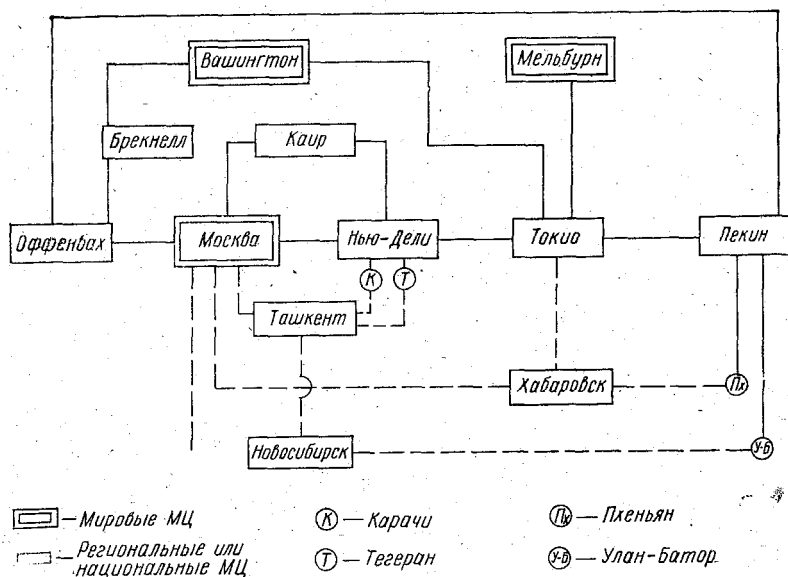 Вашингтон
Мельбурн
Брекнелл
Каир
Оффенбах
Москва
Нью-Дели
Токио
Пекин
К
Т
Ташкент
Хабаровск
Пх
Новосибирск
У-Б
— Мировые МЦ
К — Карачи
Пх — Пхеньян
— Региональные или
национальные МЦ
Т — Тегеран
У-Б — Улан-Батор